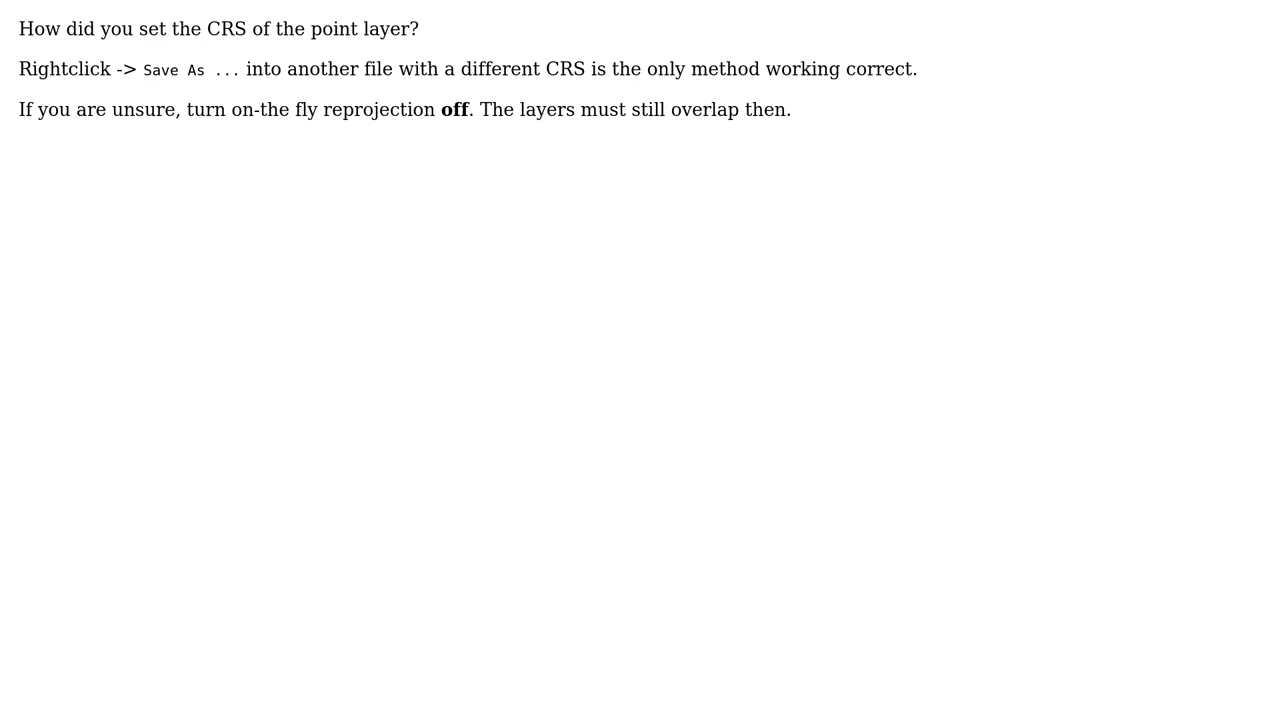 How did you set the CRS of the point layer?
Rightclick -> Save As ... into another file with a different CRS is the only method working correct.
If you are unsure, turn on-the fly reprojection off. The layers must still overlap then.